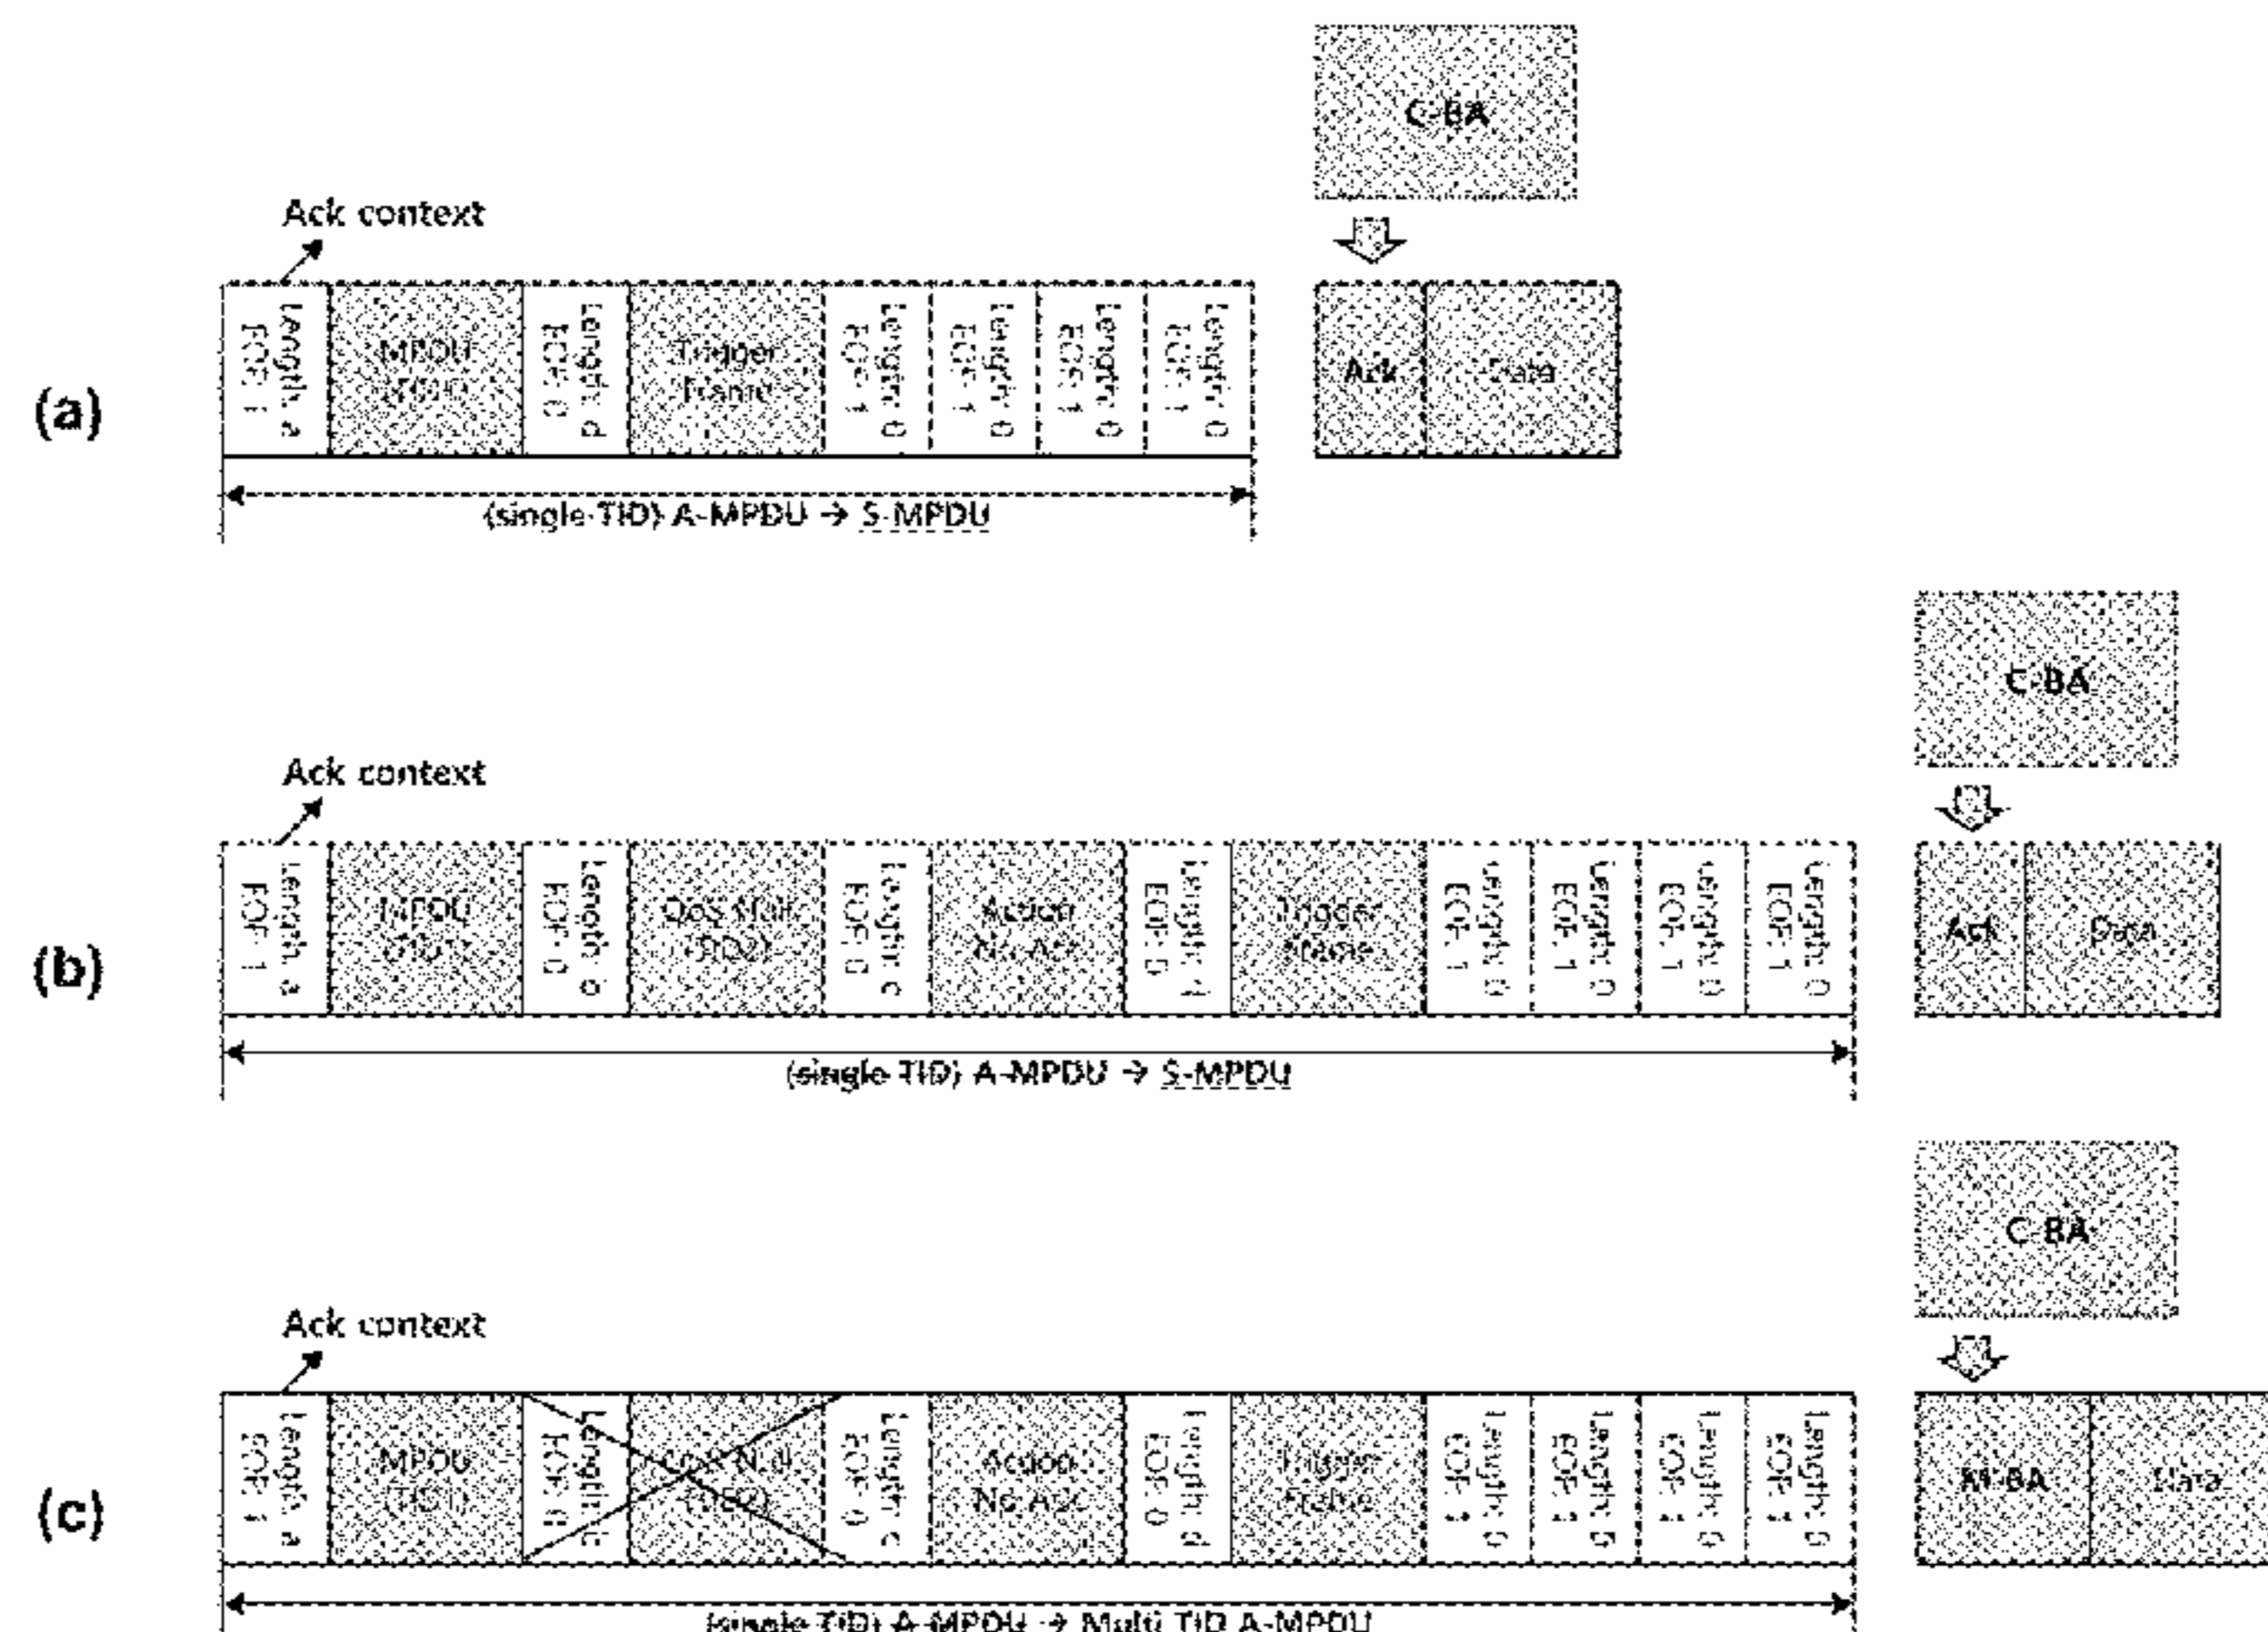 C-BA
Ack context
Length: a
EOF: 1
MPDU
Length: d
EOF: 0
Trigger
Frame
Length: 0
EOF: 1
Length: 0
EOF: 1
Length: 0
EOF: 1
Length: 0
EOF: 1
Ack
Data
(a)
(single-TID) A-MPDU → S-MPDU
C-BA
Ack context
Length: a
EOF: 1
MPDU
Length: b
EOF: 0
QoS Null
(TID2)
Length: c
EOF: 0
Action
No Ack
Length: d
EOF: 0
Trigger
Frame
Length: 0
EOF: 1
Length: 0
EOF: 1
Length: 0
EOF: 1
Length: 0
EOF: 1
Ack
Data
(b)
(single-TID) A-MPDU → S-MPDU
C-BA
Ack context
Length: a
EOF: 1
MPDU
(TID1)
Length: b
EOF: 0
Length: c
EOF: 0
Action
No Ack
Length: d
EOF: 0
Trigger
Frame
Length: 0
EOF: 1
Length: 0
EOF: 1
Length: 0
EOF: 1
Length: 0
EOF: 1
M-BA
Data
(c)
(single-TID) A-MPDU → Multi-TID A-MPDU